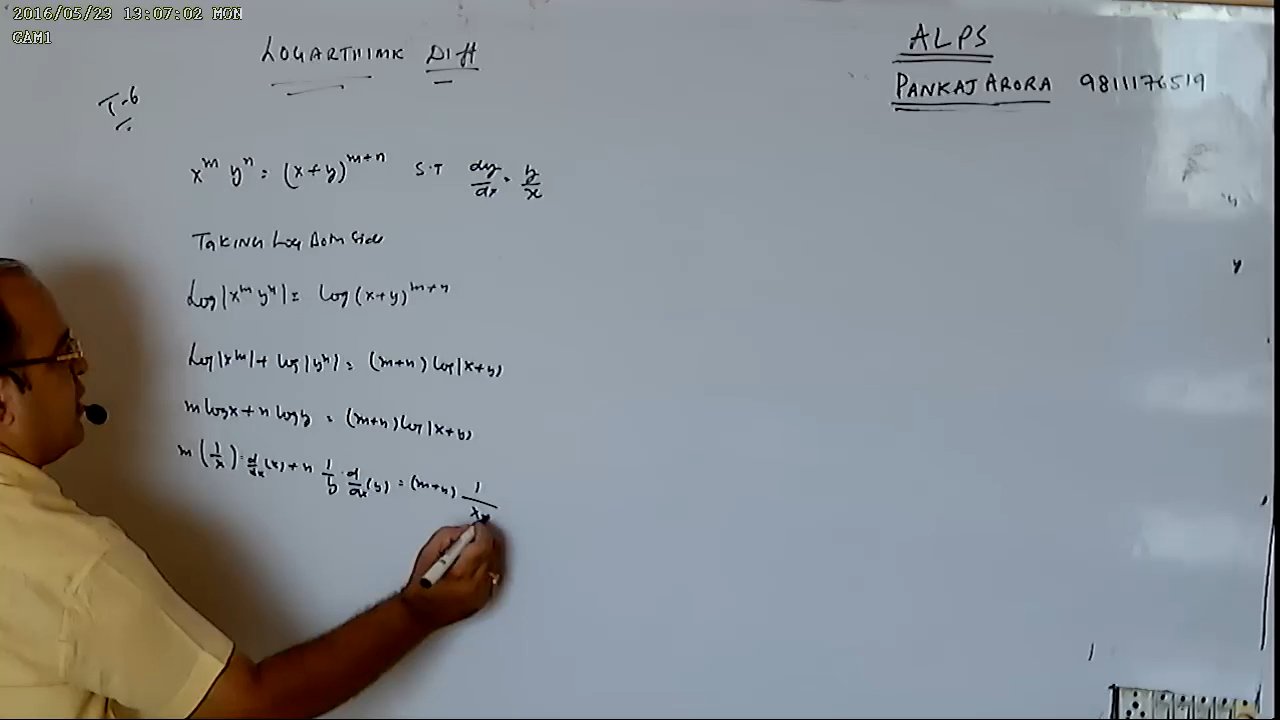 2016/05/23 13:07:02 MON
CAM1
LOGARTHIMK Diff
ALPS
PANKAJ ARORA 9811176519
T-6
x^m y^n = (x+y)^{m+n} S.T dy/dx = y/x
TAKING LOG BOTH SIDE
Log|x^m y^n| = log(x+y)^{m+n}
Log|x^m| + log|y^n| = (m+n) log|x+y|
m log x + n log y = (m+n) log|x+y|
m (1/x) · d/dx (x) + n 1/y · d/dx (y) = (m+n) 1/x